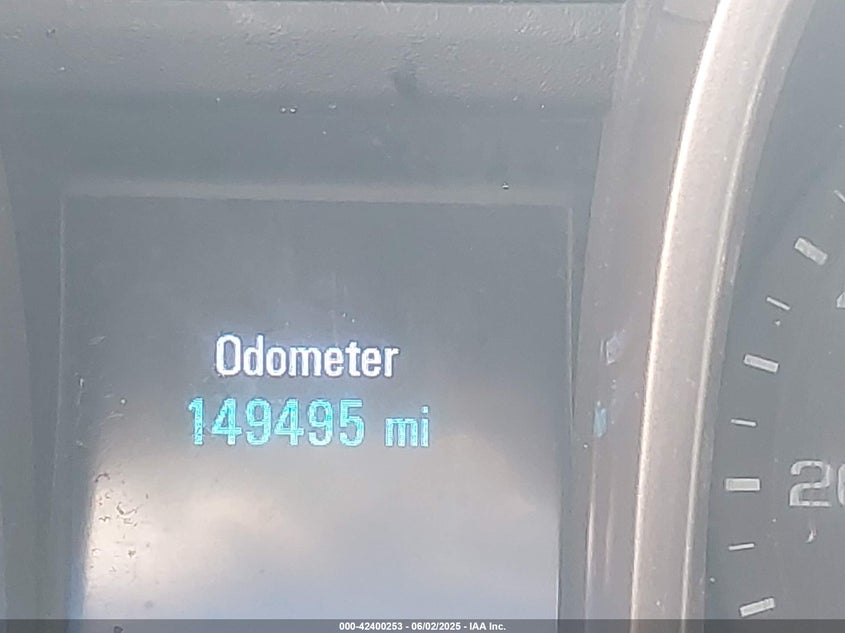 Odometer
149495 mi
000-42400253 - 06/02/2025 - IAA Inc.